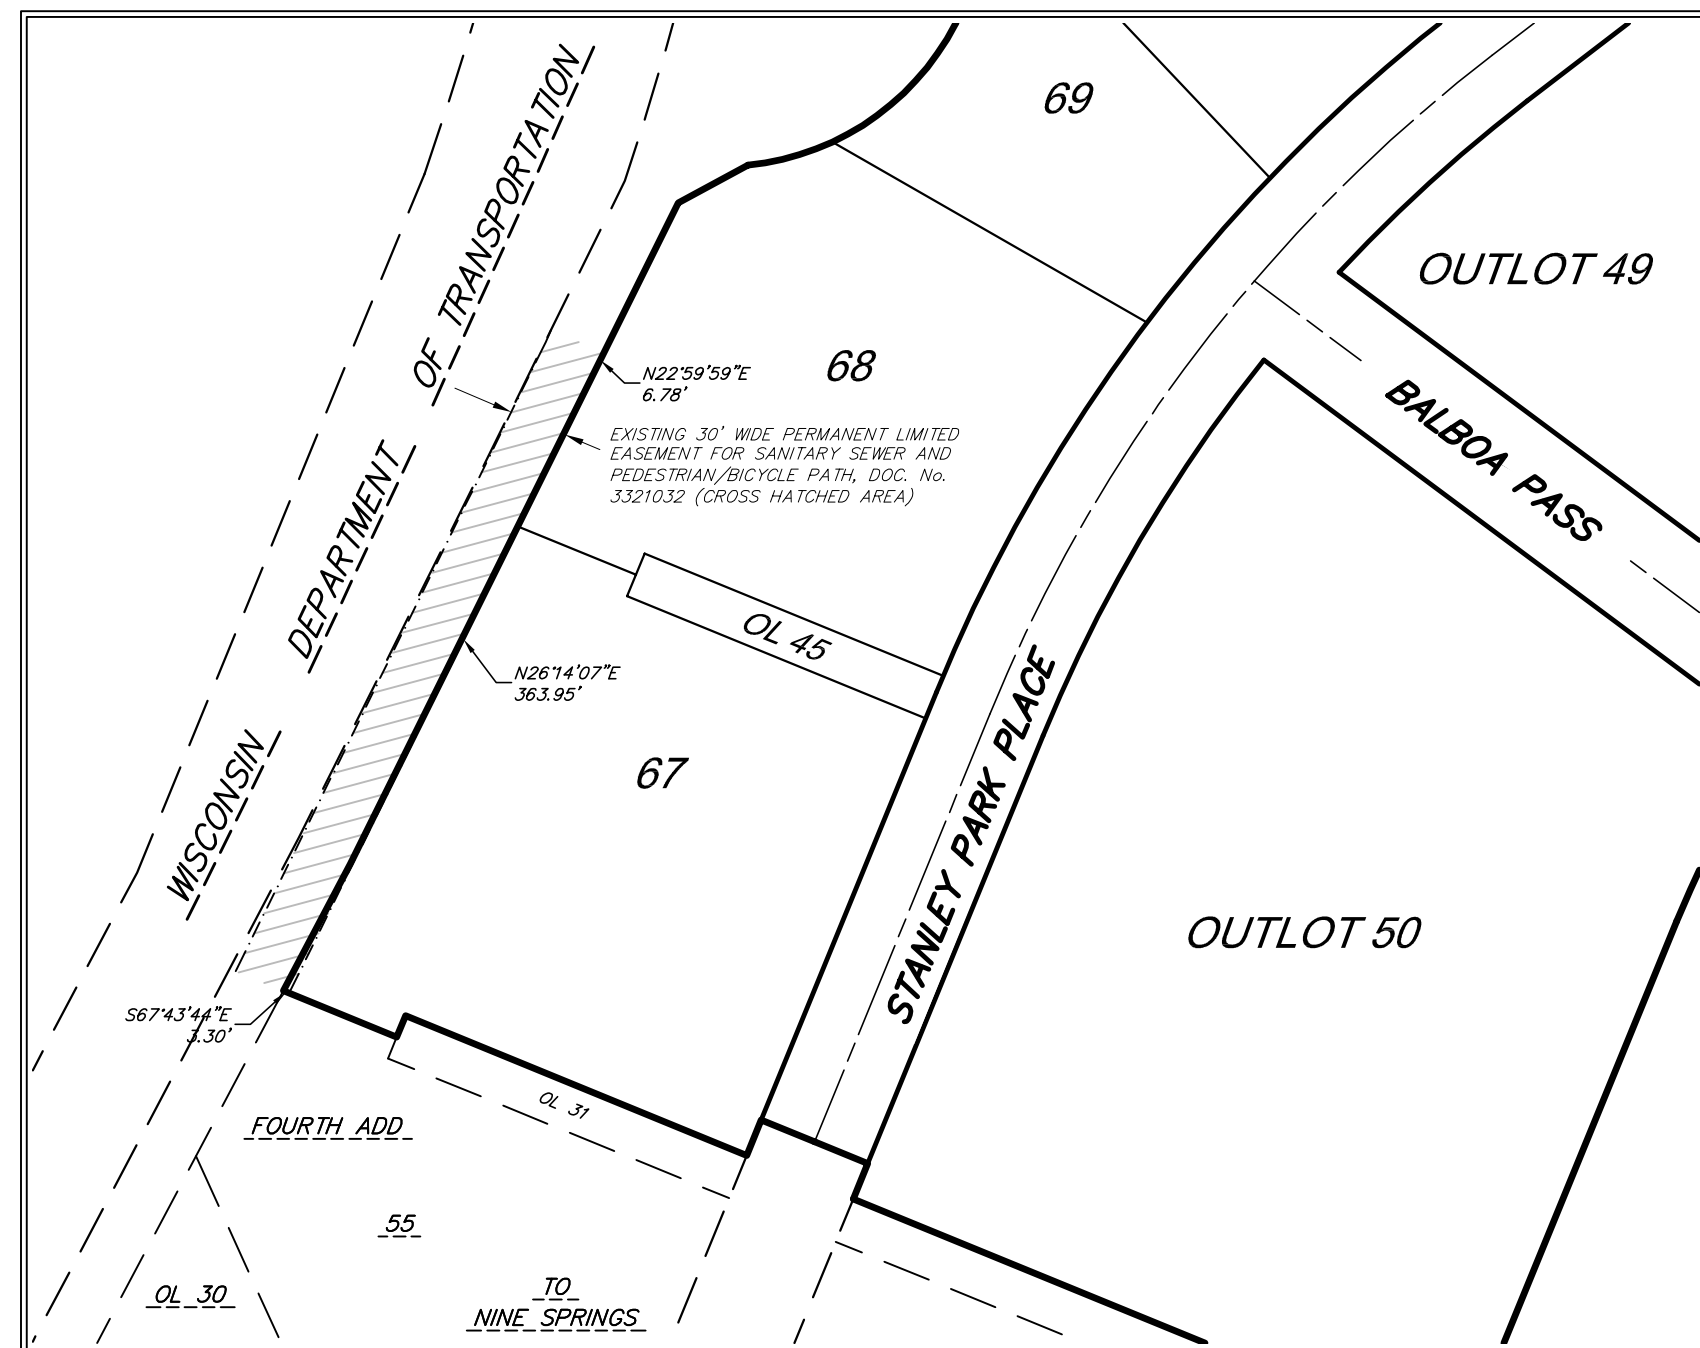 69
OUTLOT 49
WISCONSIN DEPARTMENT OF TRANSPORTATION
68
N22°59'59"E
6.78'
BALBOA PASS
EXISTING 30' WIDE PERMANENT LIMITED
EASEMENT FOR SANITARY SEWER AND
PEDESTRIAN/BICYCLE PATH, DOC. No.
3321032 (CROSS HATCHED AREA)
OL 45
N26°14'07"E
363.95'
67
STANLEY PARK PLACE
OUTLOT 50
S67°43'44"E
3.30'
OL 31
FOURTH ADD
55
OL 30
TO
NINE SPRINGS